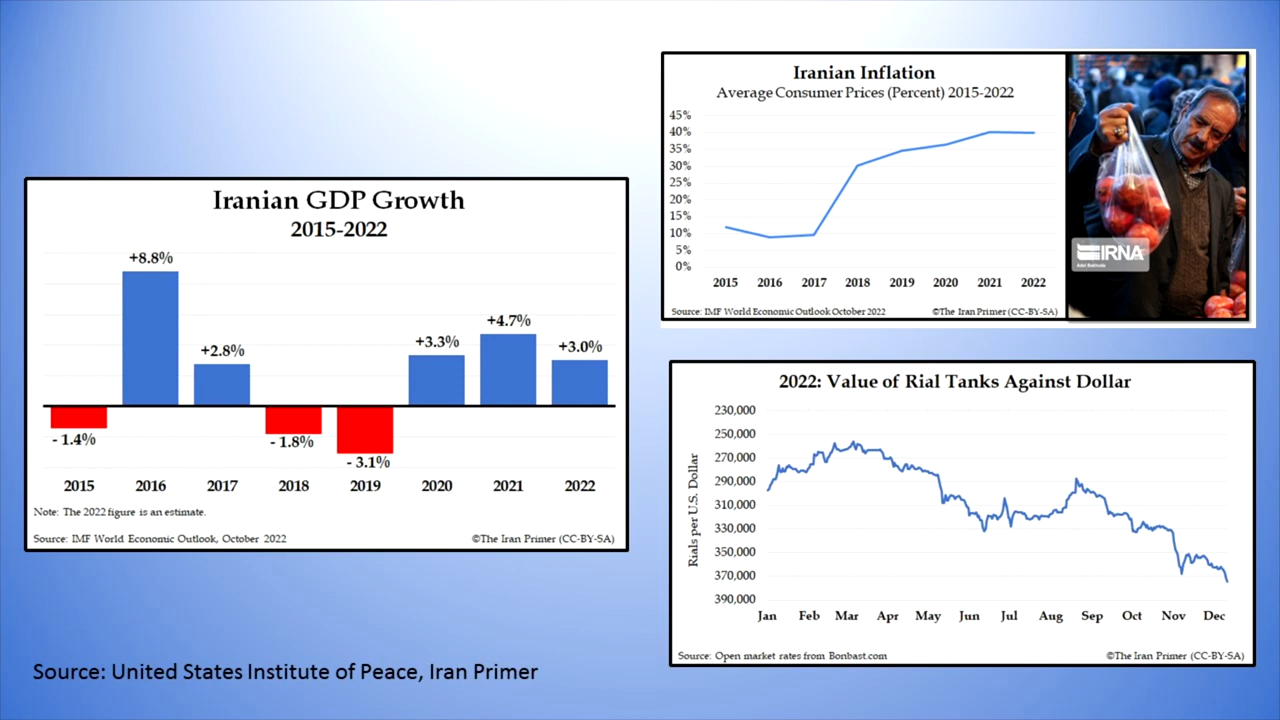 Iranian GDP Growth
2015-2022
+8.8%
+2.8%
+3.3%
+4.7%
+3.0%
- 1.4%
- 1.8%
- 3.1%
2015 2016 2017 2018 2019 2020 2021 2022
Note: The 2022 figure is an estimate.
Source: IMF World Economic Outlook, October 2022 ©The Iran Primer (CC-BY-SA)
Iranian Inflation
Average Consumer Prices (Percent) 2015-2022
45%
40%
35%
30%
25%
20%
15%
10%
5%
0%
2015 2016 2017 2018 2019 2020 2021 2022
Source: IMF World Economic Outlook October 2022 ©The Iran Primer (CC-BY-SA)
IRNA
2022: Value of Rial Tanks Against Dollar
Rials per U.S. Dollar
230,000
250,000
270,000
290,000
310,000
330,000
350,000
370,000
390,000
Jan Feb Mar Apr May Jun Jul Aug Sep Oct Nov Dec
Source: Open market rates from Bonbast.com ©The Iran Primer (CC-BY-SA)
Source: United States Institute of Peace, Iran Primer